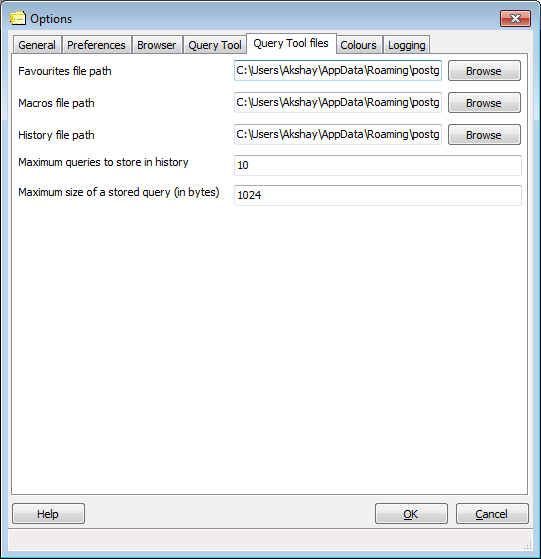 Options
General Preferences Browser Query Tool Query Tool files Colours Logging
Favourites file path C:\Users\Akshay\AppData\Roaming\postg Browse
Macros file path C:\Users\Akshay\AppData\Roaming\postg Browse
History file path C:\Users\Akshay\AppData\Roaming\postg Browse
Maximum queries to store in history 10
Maximum size of a stored query (in bytes) 1024
Help OK Cancel